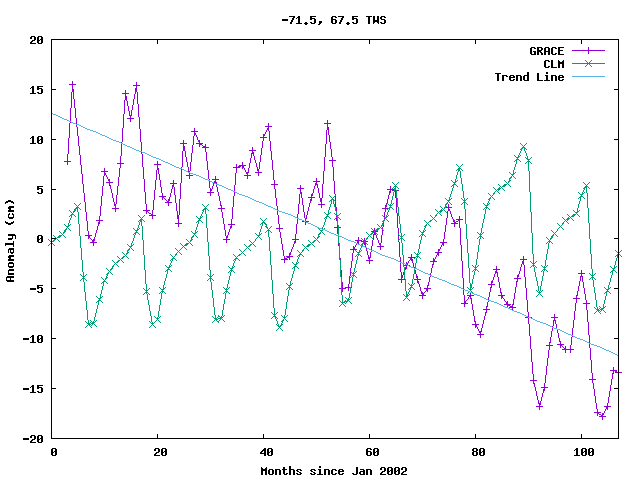 -71.5, 67.5 TWS
GRACE
CLM
Trend Line
20
15
10
5
0
-5
-10
-15
-20
Anomaly (cm)
0 20 40 60 80 100
Months since Jan 2002